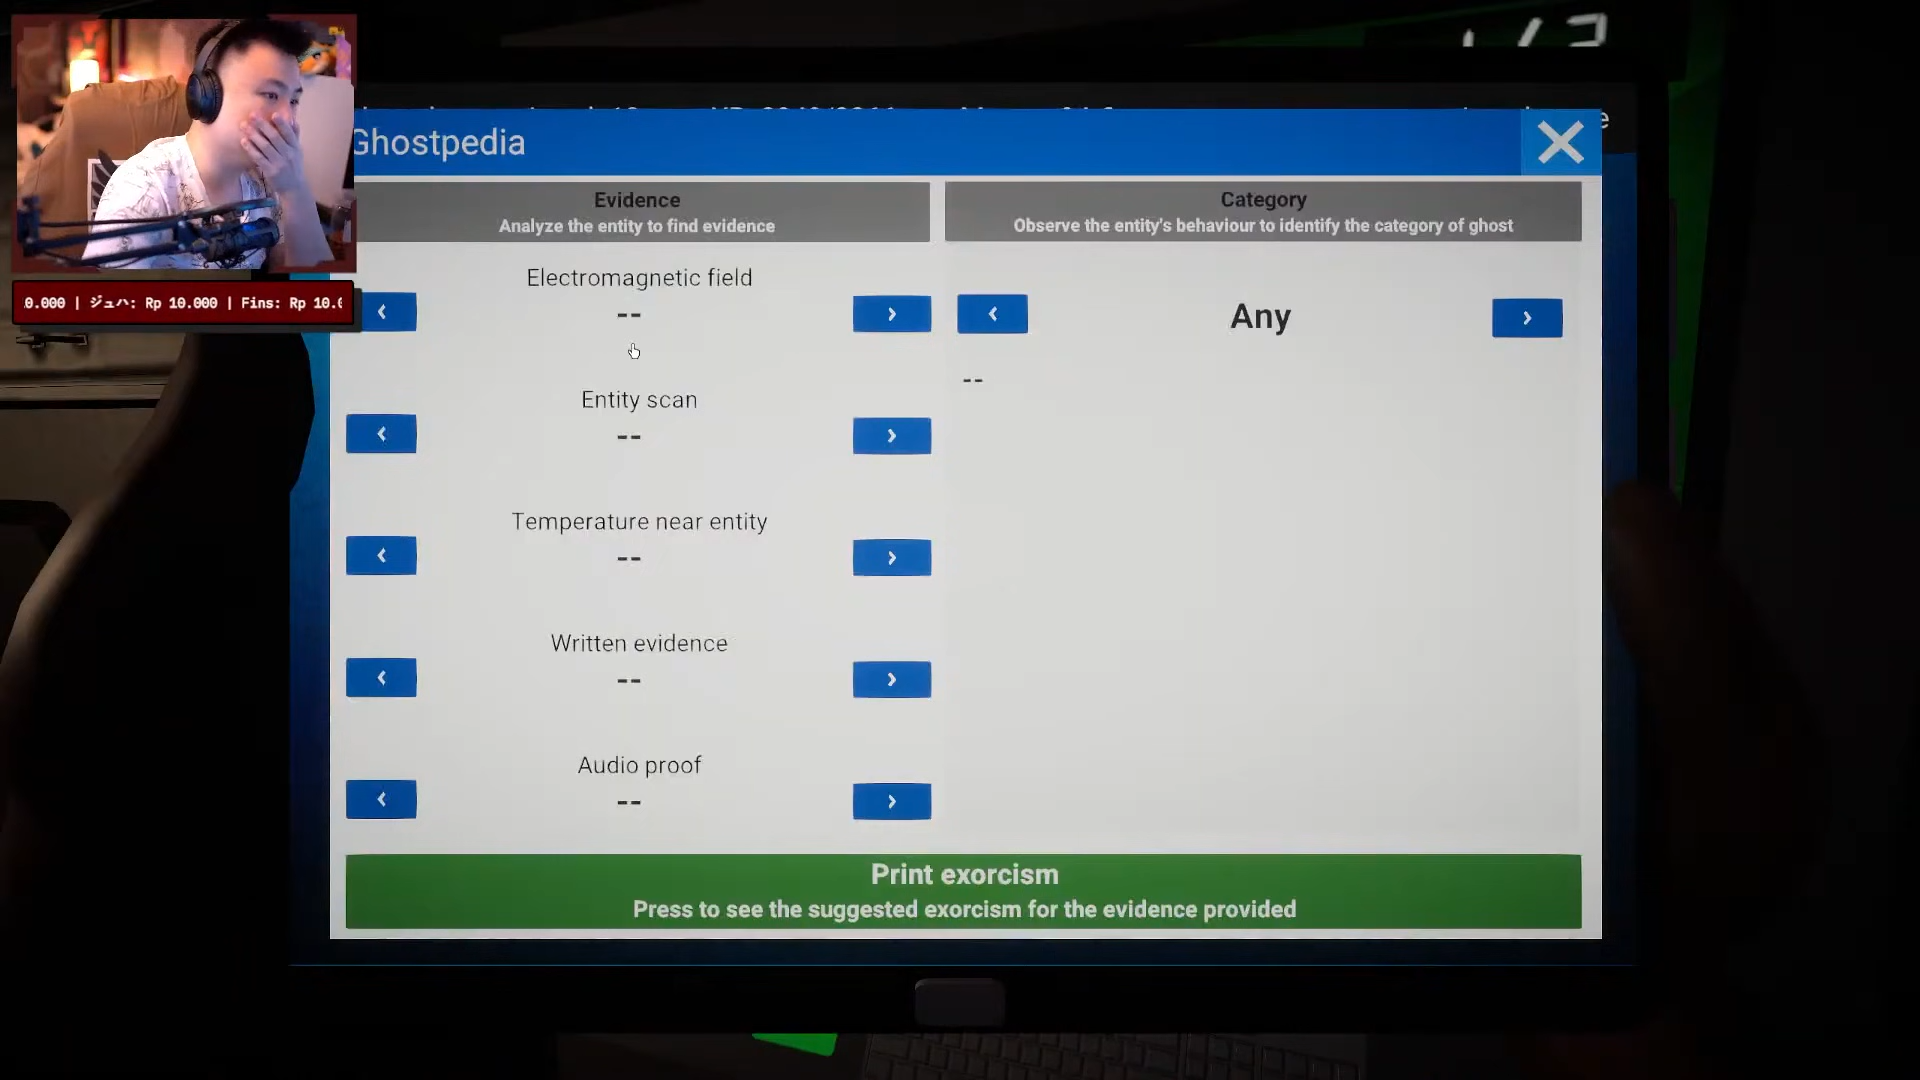 Ghostpedia
Evidence
Analyze the entity to find evidence
Category
Observe the entity's behaviour to identify the category of ghost
0.000 | ジュハ: Rp 10.000 | Fins: Rp 10.0
Electromagnetic field
--
Any
--
Entity scan
--
Temperature near entity
--
Written evidence
--
Audio proof
--
Print exorcism
Press to see the suggested exorcism for the evidence provided